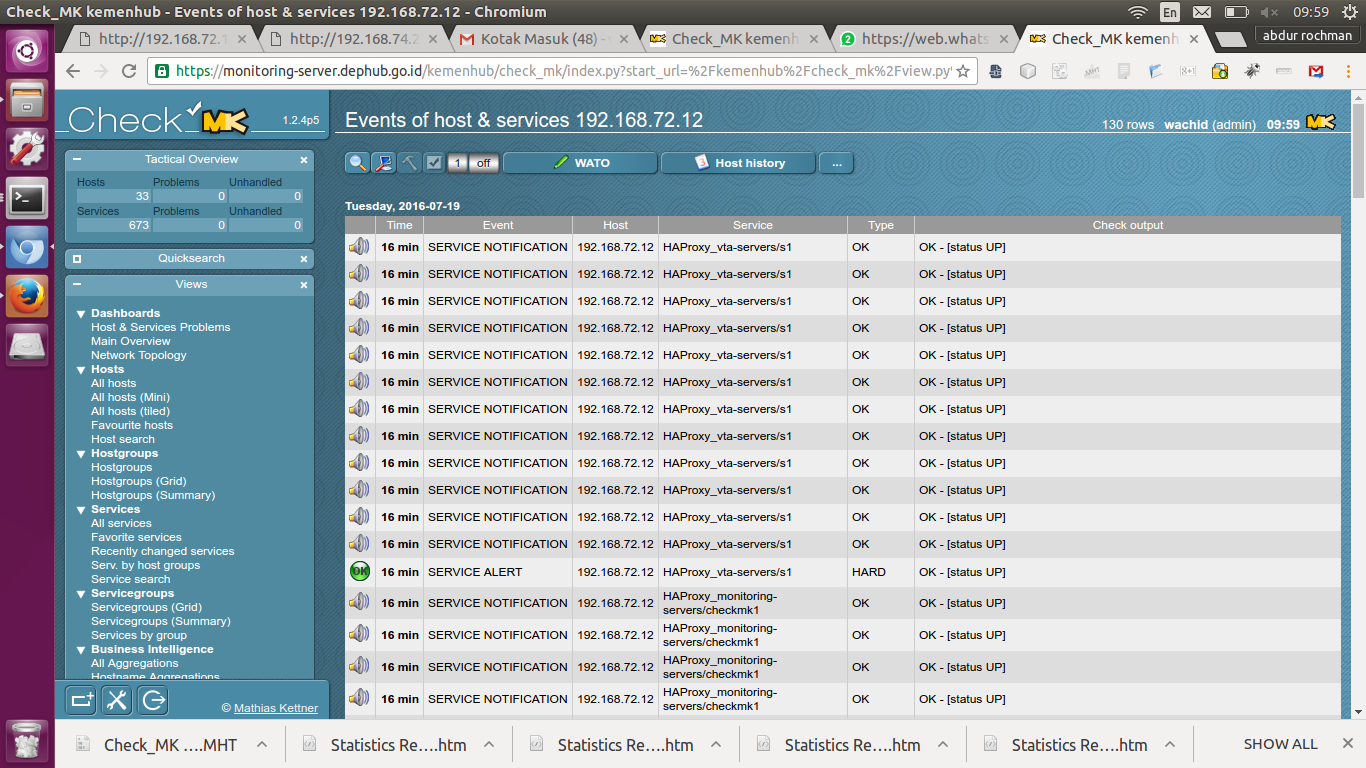 Check_MK kemenhub - Events of host & services 192.168.72.12 - Chromium
En
09:59
http://192.168.72.1
http://192.168.74.2
Kotak Masuk (48) -
Check_MK kemenh
2
https://web.whats
Check_MK kemenh
abdur rochman
https://monitoring-server.dephub.go.id/kemenhub/check_mk/index.py?start_url=%2Fkemenhub%2Fcheck_mk%2Fview.py
Check MK
1.2.4p5
Events of host & services 192.168.72.12
130 rows wachid (admin) 09:59
1 off
WATO
Host history
...
Tactical Overview
Hosts Problems Unhandled
33 0 0
Services Problems Unhandled
673 0 0
Quicksearch
Views
Dashboards
Host & Services Problems
Main Overview
Network Topology
Hosts
All hosts
All hosts (Mini)
All hosts (tiled)
Favourite hosts
Host search
Hostgroups
Hostgroups
Hostgroups (Grid)
Hostgroups (Summary)
Services
All services
Favorite services
Recently changed services
Serv. by host groups
Service search
Servicegroups
Servicegroups (Grid)
Servicegroups (Summary)
Services by group
Business Intelligence
All Aggregations
Hostname Aggregations
© Mathias Kettner
Tuesday, 2016-07-19
Time Event Host Service Type Check output
16 min SERVICE NOTIFICATION 192.168.72.12 HAProxy_vta-servers/s1 OK OK - [status UP]
16 min SERVICE NOTIFICATION 192.168.72.12 HAProxy_vta-servers/s1 OK OK - [status UP]
16 min SERVICE NOTIFICATION 192.168.72.12 HAProxy_vta-servers/s1 OK OK - [status UP]
16 min SERVICE NOTIFICATION 192.168.72.12 HAProxy_vta-servers/s1 OK OK - [status UP]
16 min SERVICE NOTIFICATION 192.168.72.12 HAProxy_vta-servers/s1 OK OK - [status UP]
16 min SERVICE NOTIFICATION 192.168.72.12 HAProxy_vta-servers/s1 OK OK - [status UP]
16 min SERVICE NOTIFICATION 192.168.72.12 HAProxy_vta-servers/s1 OK OK - [status UP]
16 min SERVICE NOTIFICATION 192.168.72.12 HAProxy_vta-servers/s1 OK OK - [status UP]
16 min SERVICE NOTIFICATION 192.168.72.12 HAProxy_vta-servers/s1 OK OK - [status UP]
16 min SERVICE NOTIFICATION 192.168.72.12 HAProxy_vta-servers/s1 OK OK - [status UP]
16 min SERVICE NOTIFICATION 192.168.72.12 HAProxy_vta-servers/s1 OK OK - [status UP]
16 min SERVICE NOTIFICATION 192.168.72.12 HAProxy_vta-servers/s1 OK OK - [status UP]
OK 16 min SERVICE ALERT 192.168.72.12 HAProxy_vta-servers/s1 HARD OK - [status UP]
16 min SERVICE NOTIFICATION 192.168.72.12 HAProxy_monitoring-servers/checkmk1 OK OK - [status UP]
16 min SERVICE NOTIFICATION 192.168.72.12 HAProxy_monitoring-servers/checkmk1 OK OK - [status UP]
16 min SERVICE NOTIFICATION 192.168.72.12 HAProxy_monitoring-servers/checkmk1 OK OK - [status UP]
16 min SERVICE NOTIFICATION 192.168.72.12 HAProxy_monitoring-servers/checkmk1 OK OK - [status UP]
Check_MK ….MHT
Statistics Re….htm
Statistics Re….htm
Statistics Re….htm
Statistics Re….htm
SHOW ALL